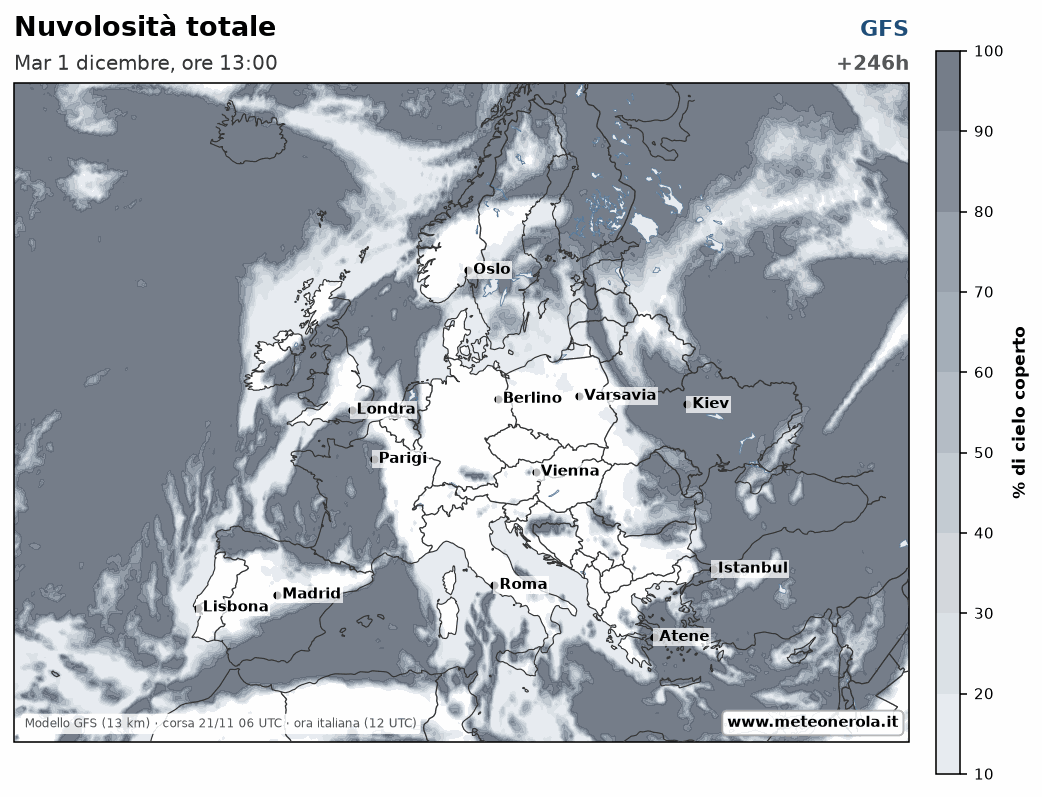 Nuvolosità totale
GFS
Mar 1 dicembre, ore 13:00
+246h
100
90
80
70
60
50
40
30
20
10
% di cielo coperto
Oslo
Berlino
Varsavia
Londra
Kiev
Parigi
Vienna
Istanbul
Roma
Madrid
Lisbona
Atene
Modello GFS (13 km) · corsa 21/11 06 UTC · ora italiana (12 UTC)
www.meteonerola.it